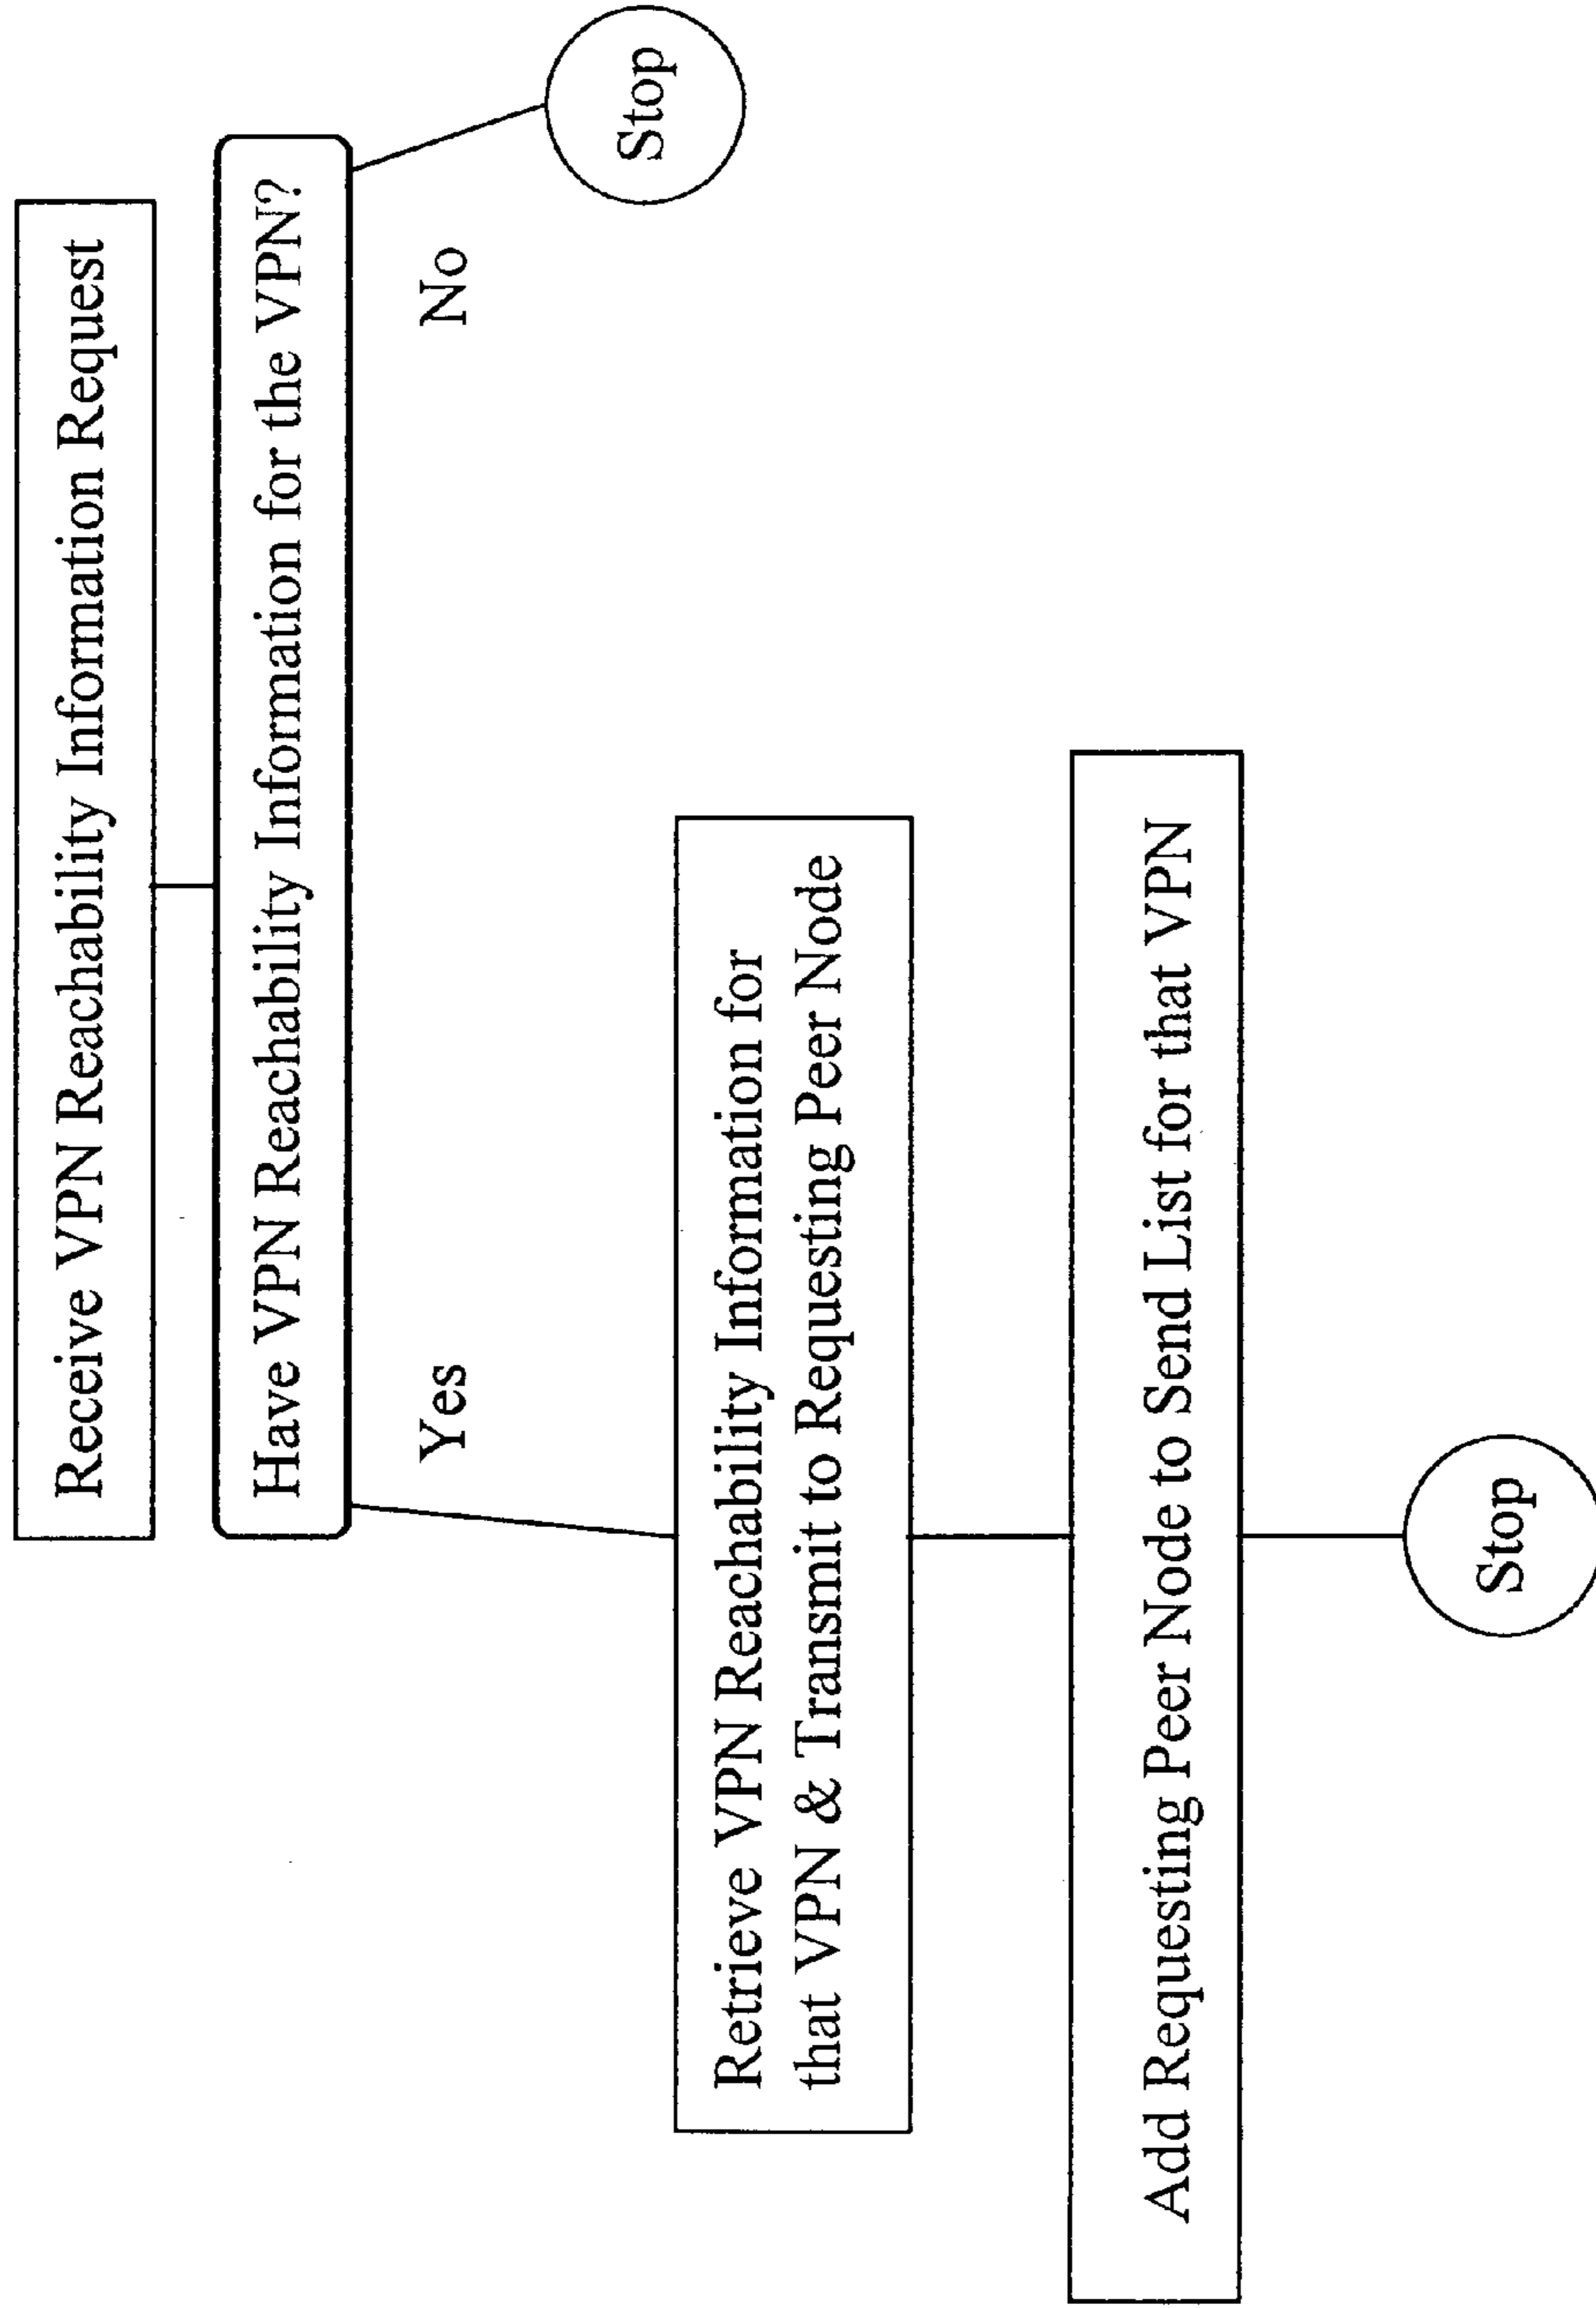 Receive VPN Reachability Information Request
Have VPN Reachability Information for the VPN?
Yes
No
Stop
Retrieve VPN Reachability Information for
that VPN & Transmit to Requesting Peer Node
Add Requesting Peer Node to Send List for that VPN
Stop